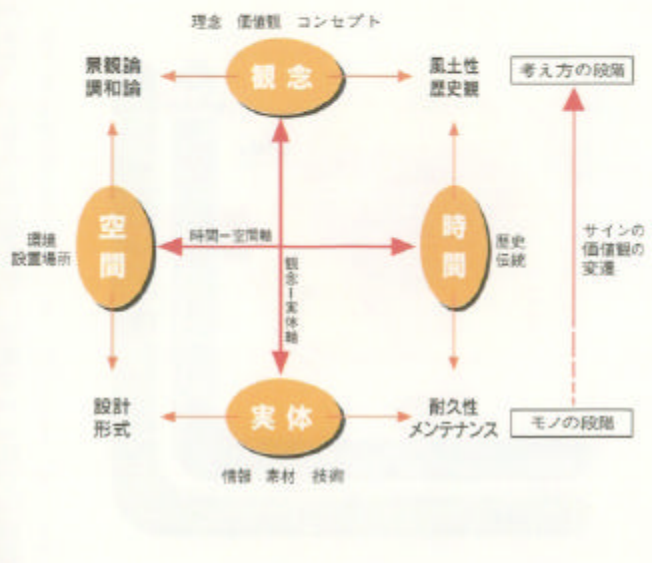 理念 価値観 コンセプト
景観論
調和論
観念
風土性
歴史観
考え方の段階
空間
環境
設置場所
時間ー空間軸
観念ー実体軸
時間
歴史
伝統
サインの
価値観の
変遷
設計
形式
実体
耐久性
メンテナンス
モノの段階
情報 素材 技術